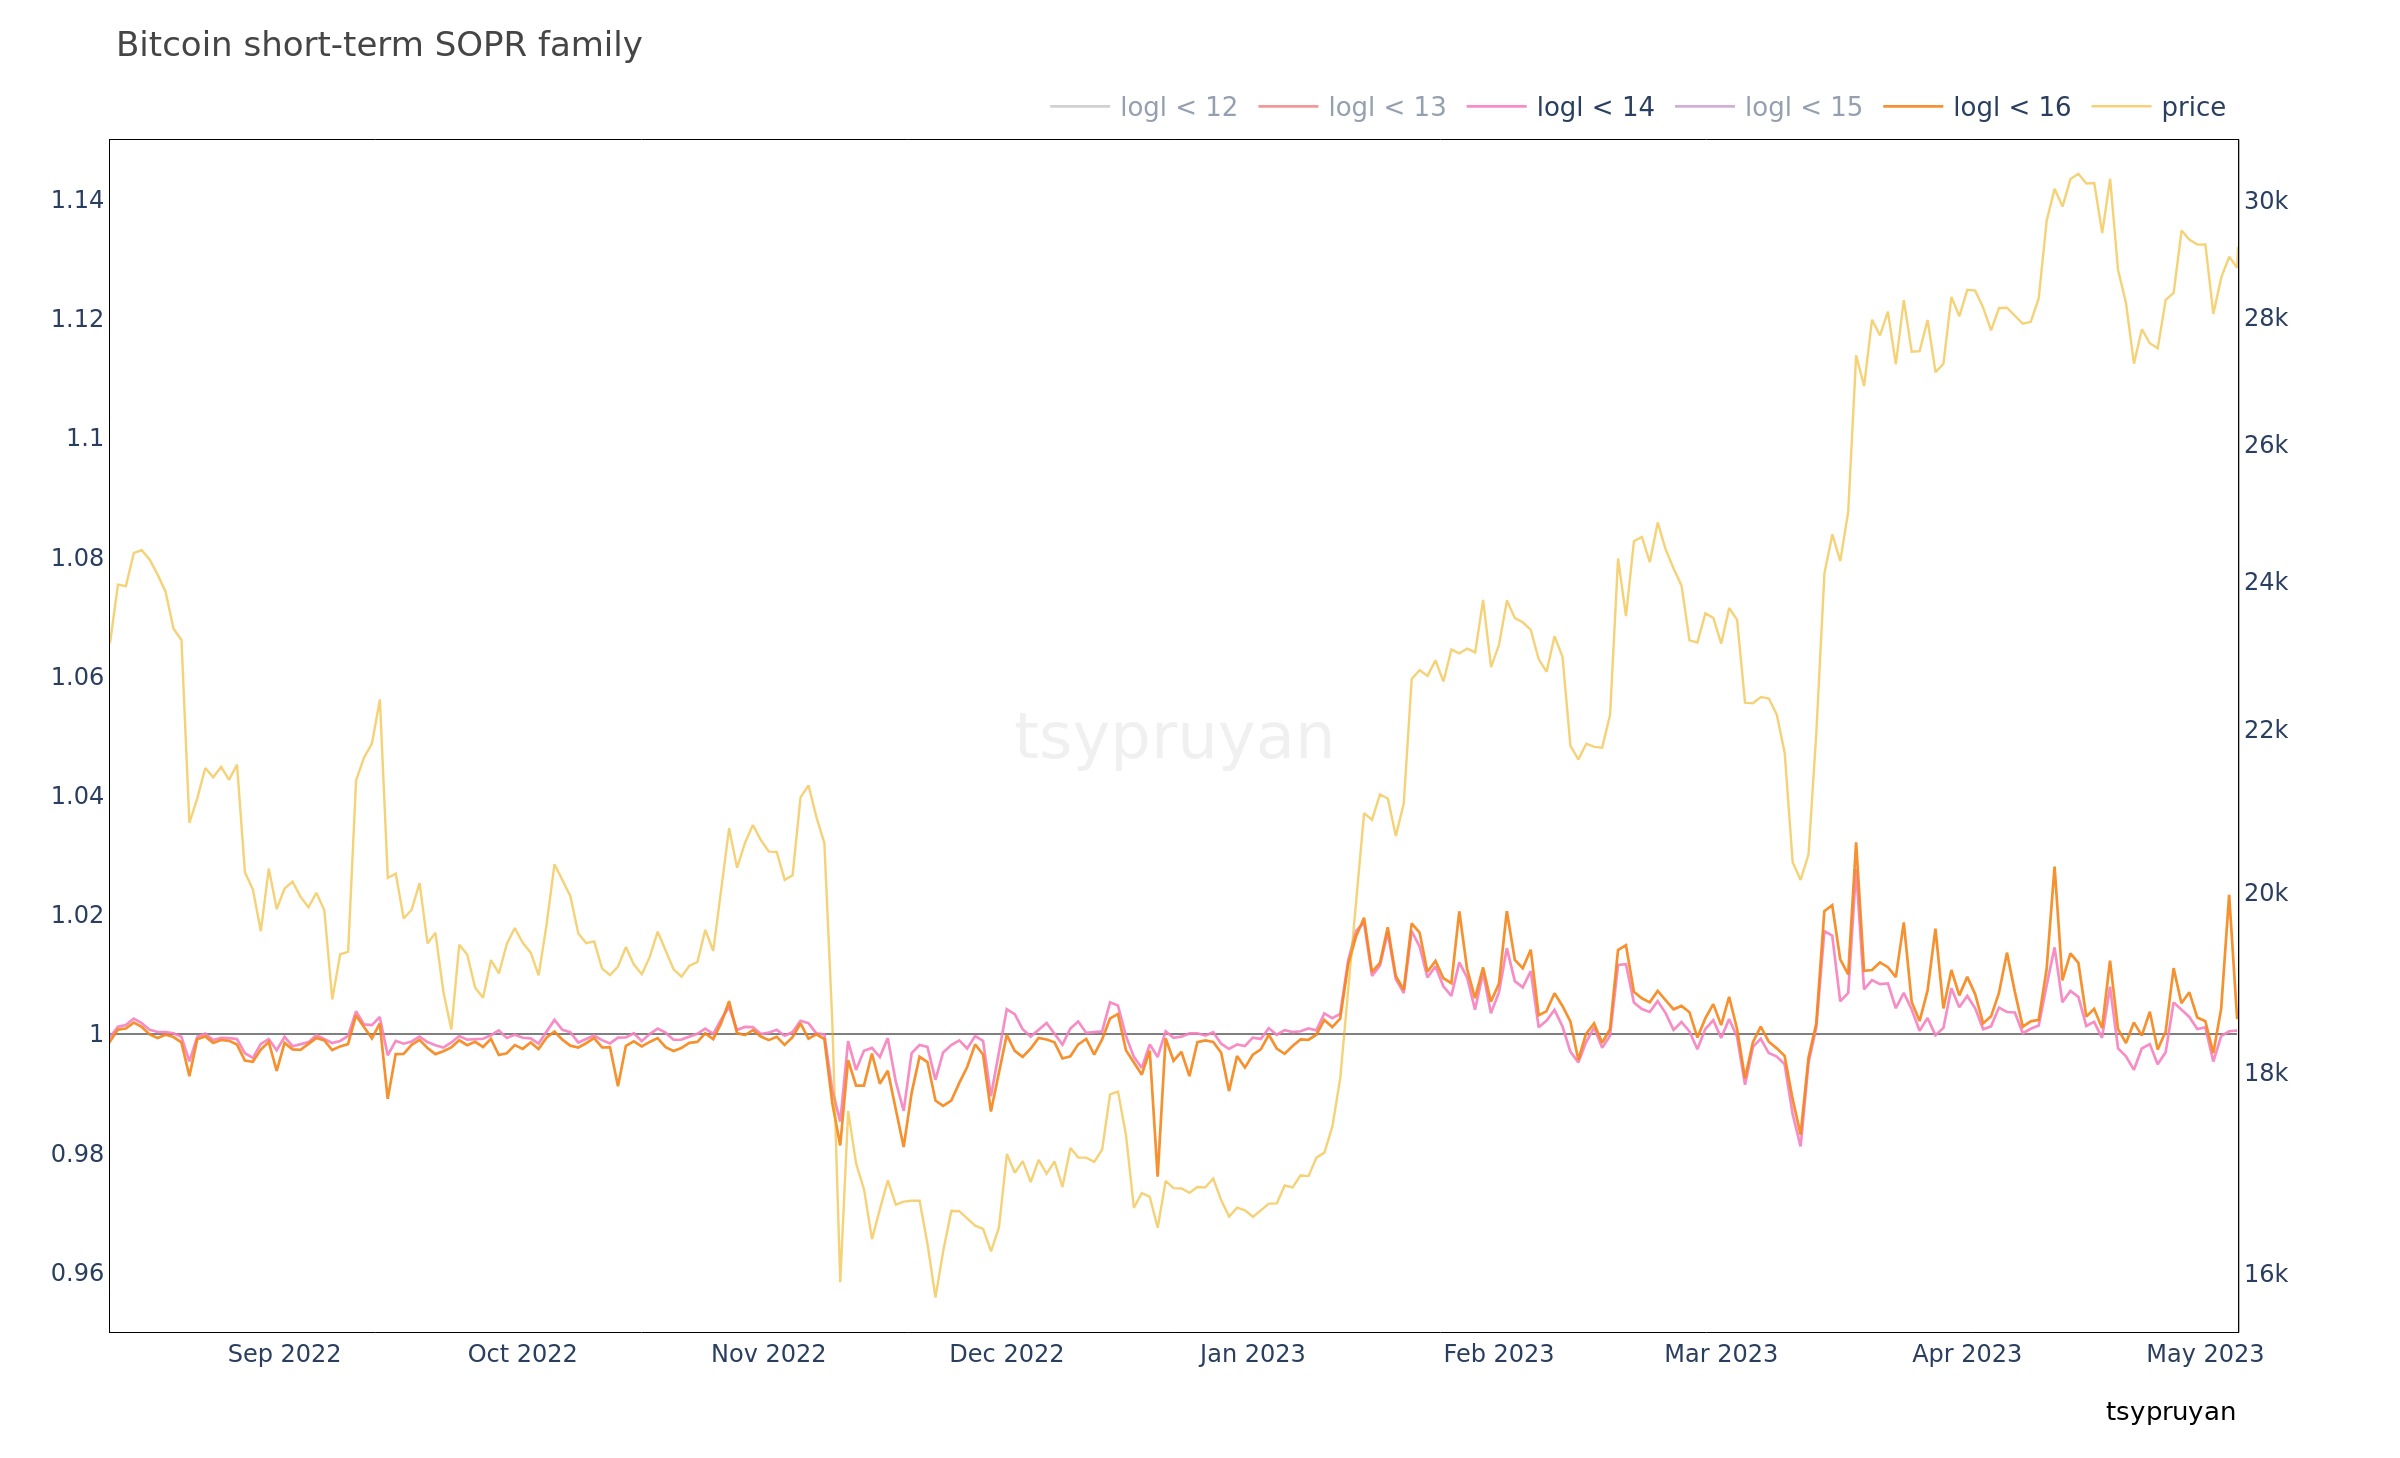 Bitcoin short-term SOPR family
logl < 12 logl < 13 logl < 14 logl < 15 logl < 16 price
1.14 30k
1.12 28k
1.1 26k
1.08 24k
1.06 22k
tsypruyan
1.04
1.02 20k
1 18k
0.98
0.96 16k
Sep 2022 Oct 2022 Nov 2022 Dec 2022 Jan 2023 Feb 2023 Mar 2023 Apr 2023 May 2023
tsypruyan